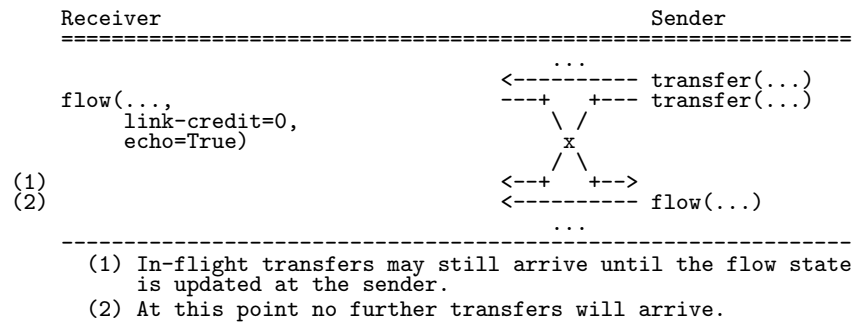 Receiver                                       Sender
===============================================================
                                       ...
                                   <---------- transfer(...)
flow(...,                          ---+   +--- transfer(...)
     link-credit=0,                    \ /
     echo=True)                         x
                                       / \
(1)                                <--+   +-->
(2)                                <---------- flow(...)
                                       ...
---------------------------------------------------------------
(1) In-flight transfers may still arrive until the flow state
is updated at the sender.
(2) At this point no further transfers will arrive.